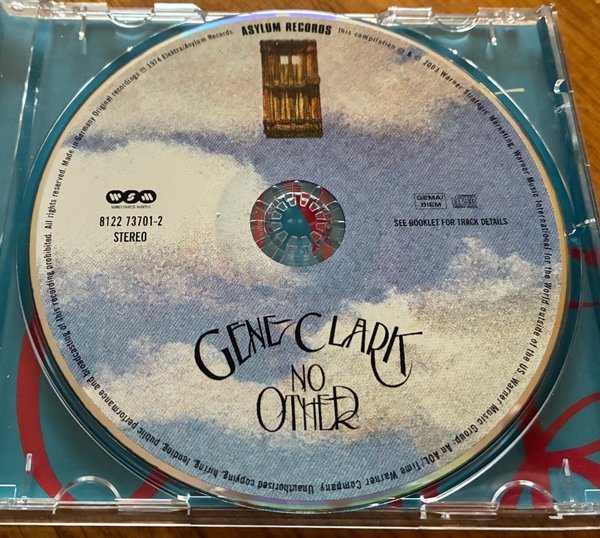 ASYLUM RECORDS
Made in Germany Original recordings ℗ 1974 Elektra/Asylum Records. This compilation ℗ & © 2003 Warner Strategic Marketing. Warner Music International for the World outside of the US. Warner Music Group: An AOL Time Warner Company. Unauthorised copying, hiring, lending, public performance and broadcasting of this recording prohibited. All rights reserved.
wsm
8122 73701-2
STEREO
GEMA/
BIEM
SEE BOOKLET FOR TRACK DETAILS
GENE CLARK
NO
OTHER